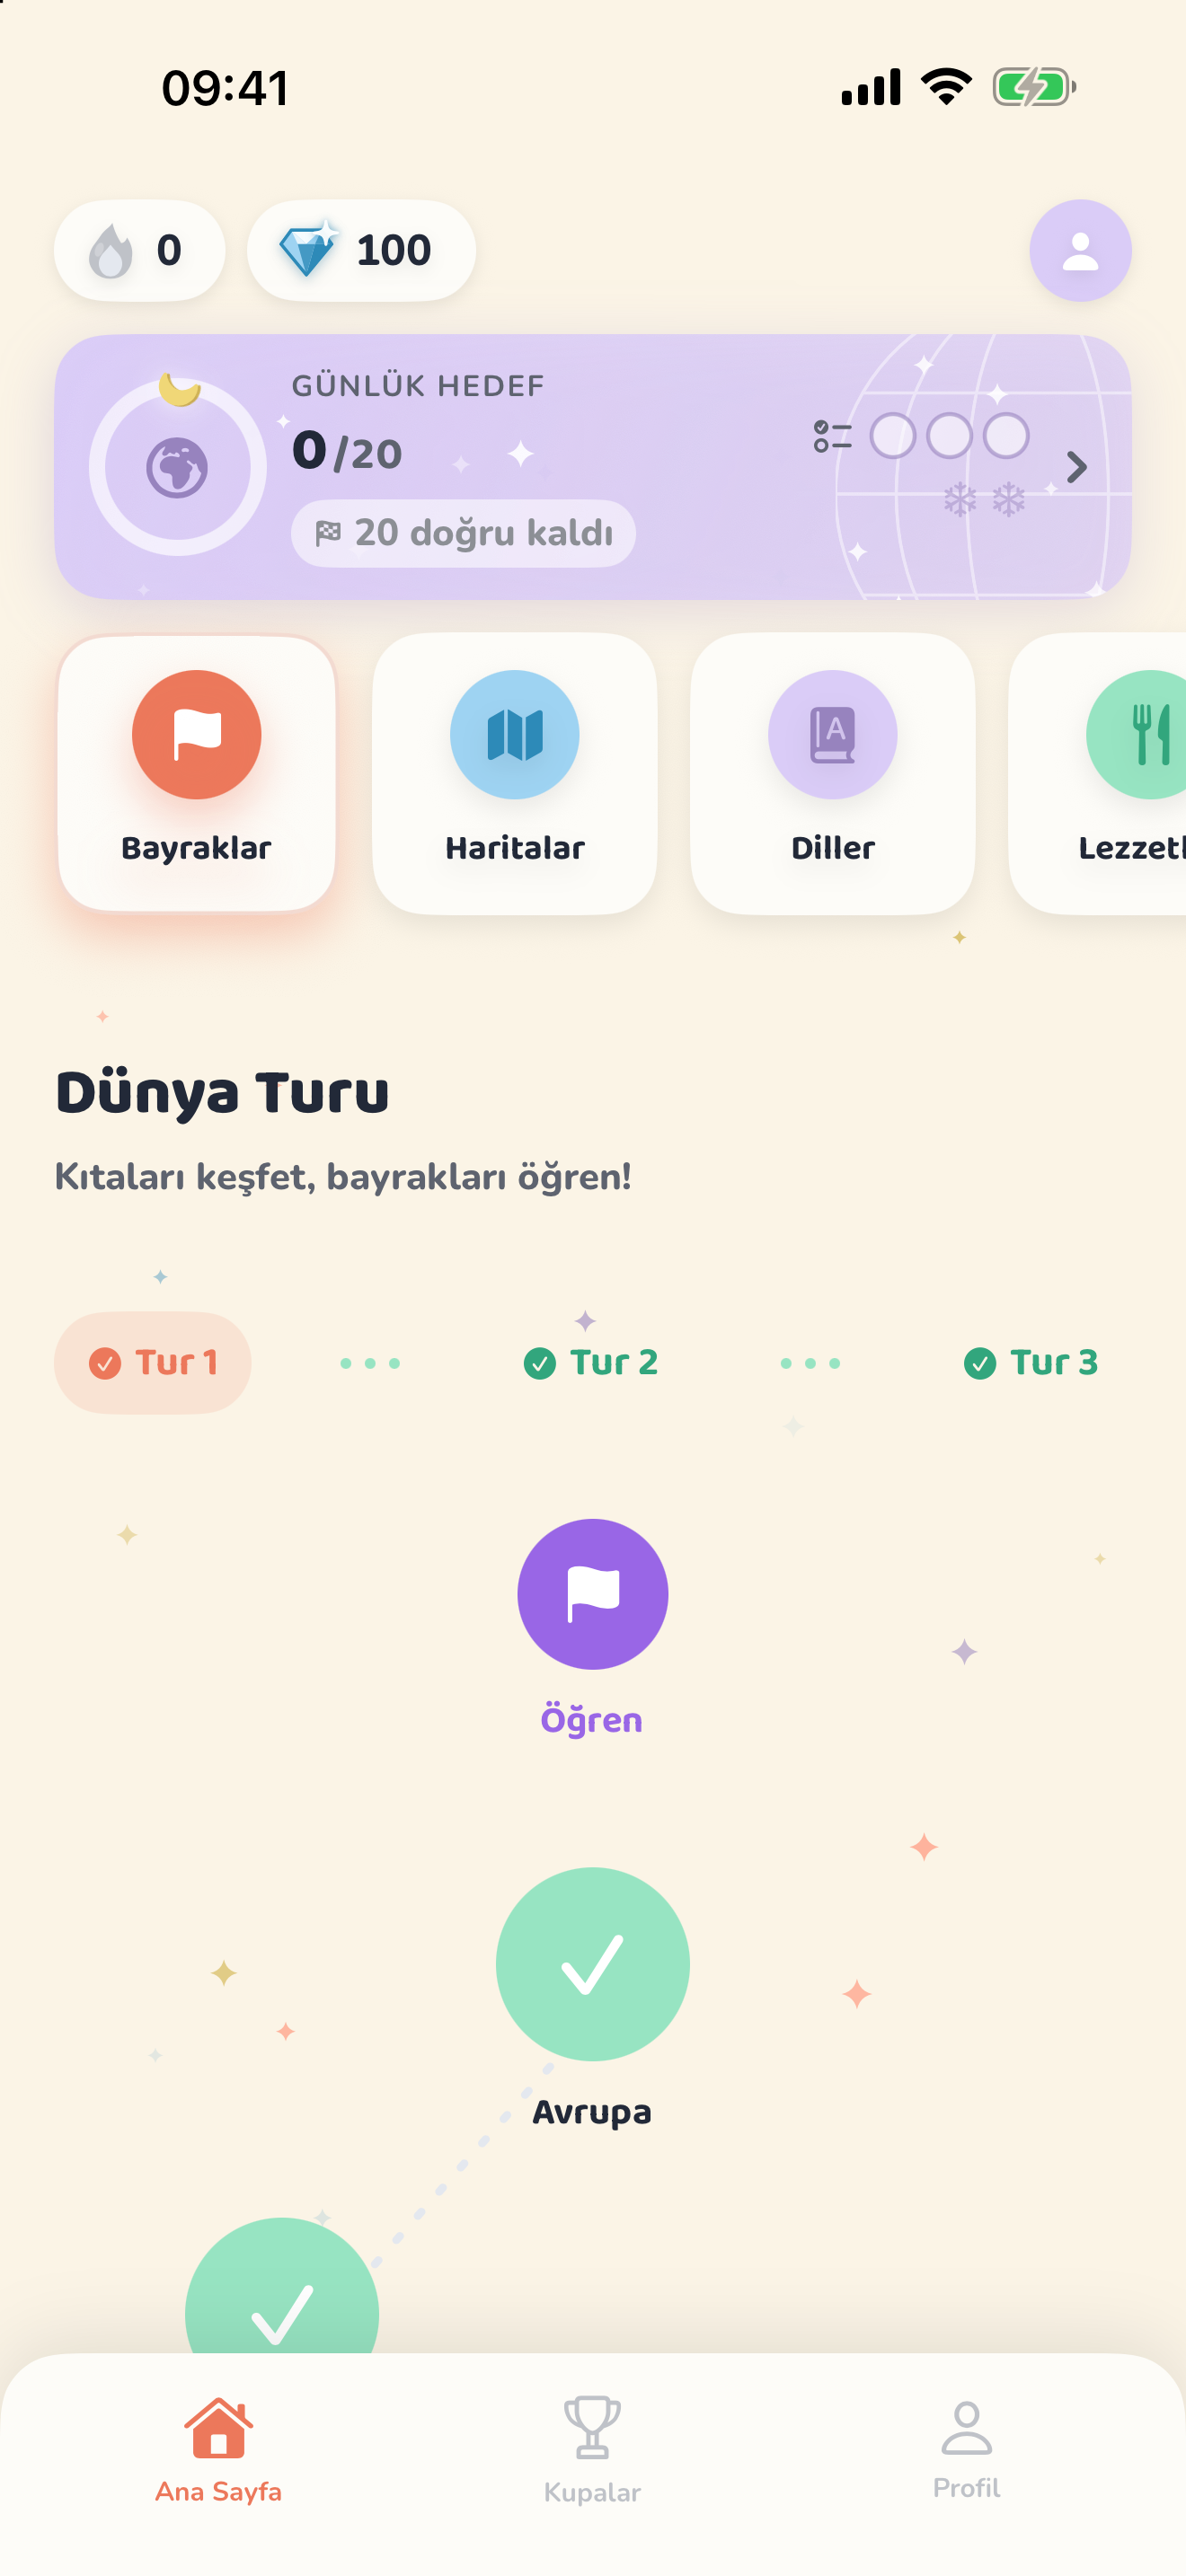 09:41
0
100
GÜNLÜK HEDEF
0/20
20 doğru kaldı
Bayraklar
Haritalar
Diller
A
Dünya Turu
Kıtaları keşfet, bayrakları öğren!
Tur 1
Tur 2
Tur 3
Öğren
Avrupa
Ana Sayfa
Kupalar
Profil